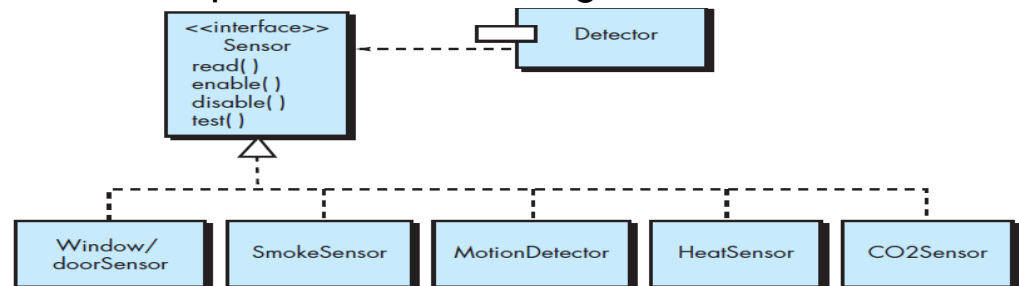 <<interface>>
Sensor
read( )
enable( )
disable( )
test( )
Detector
Window/
doorSensor
SmokeSensor
MotionDetector
HeatSensor
CO2Sensor